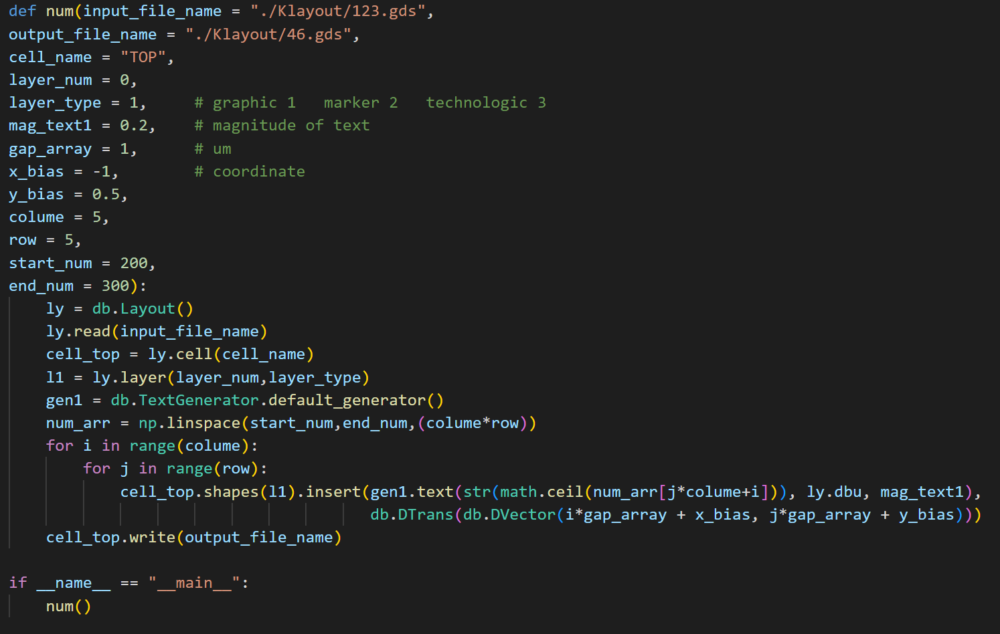 def num(input_file_name = "./Klayout/123.gds",
output_file_name = "./Klayout/46.gds",
cell_name = "TOP",
layer_num = 0,
layer_type = 1,     # graphic 1   marker 2   technologic 3
mag_text1 = 0.2,    # magnitude of text
gap_array = 1,      # um
x_bias = -1,        # coordinate
y_bias = 0.5,
colume = 5,
row = 5,
start_num = 200,
end_num = 300):
    ly = db.Layout()
    ly.read(input_file_name)
    cell_top = ly.cell(cell_name)
    l1 = ly.layer(layer_num,layer_type)
    gen1 = db.TextGenerator.default_generator()
    num_arr = np.linspace(start_num,end_num,(colume*row))
    for i in range(colume):
        for j in range(row):
            cell_top.shapes(l1).insert(gen1.text(str(math.ceil(num_arr[j*colume+i])), ly.dbu, mag_text1),
                                       db.DTrans(db.DVector(i*gap_array + x_bias, j*gap_array + y_bias)))
    cell_top.write(output_file_name)

if __name__ == "__main__":
    num()